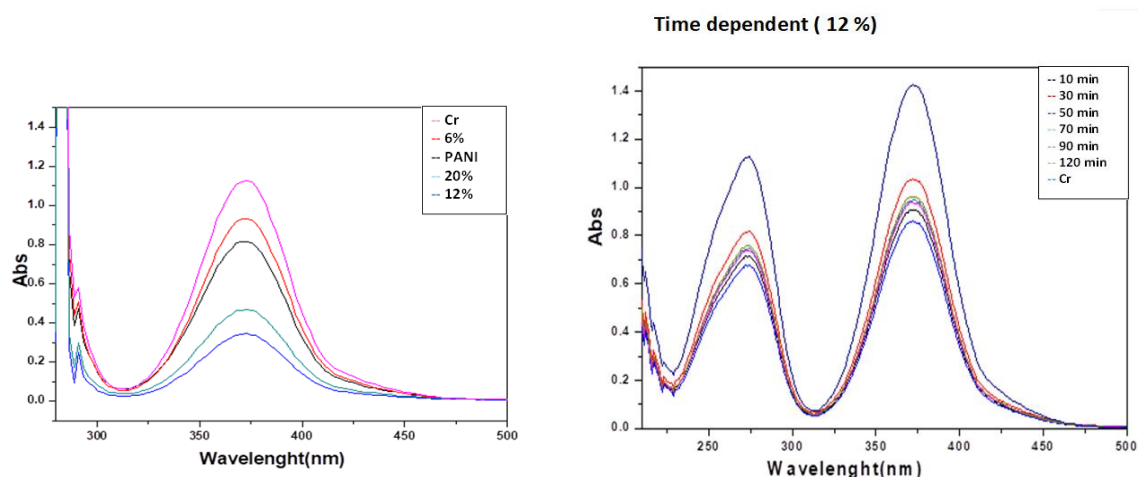 Time dependent ( 12 %)
1.4
1.2
1.0
0.8
0.6
0.4
0.2
0.0
Abs
300
350
400
450
500
Wavelenght(nm)
Cr
6%
PANI
20%
12%
1.4
1.2
1.0
0.8
0.6
0.4
0.2
0.0
Abs
250
300
350
400
450
500
Wavelenght(nm)
10 min
30 min
50 min
70 min
90 min
120 min
Cr